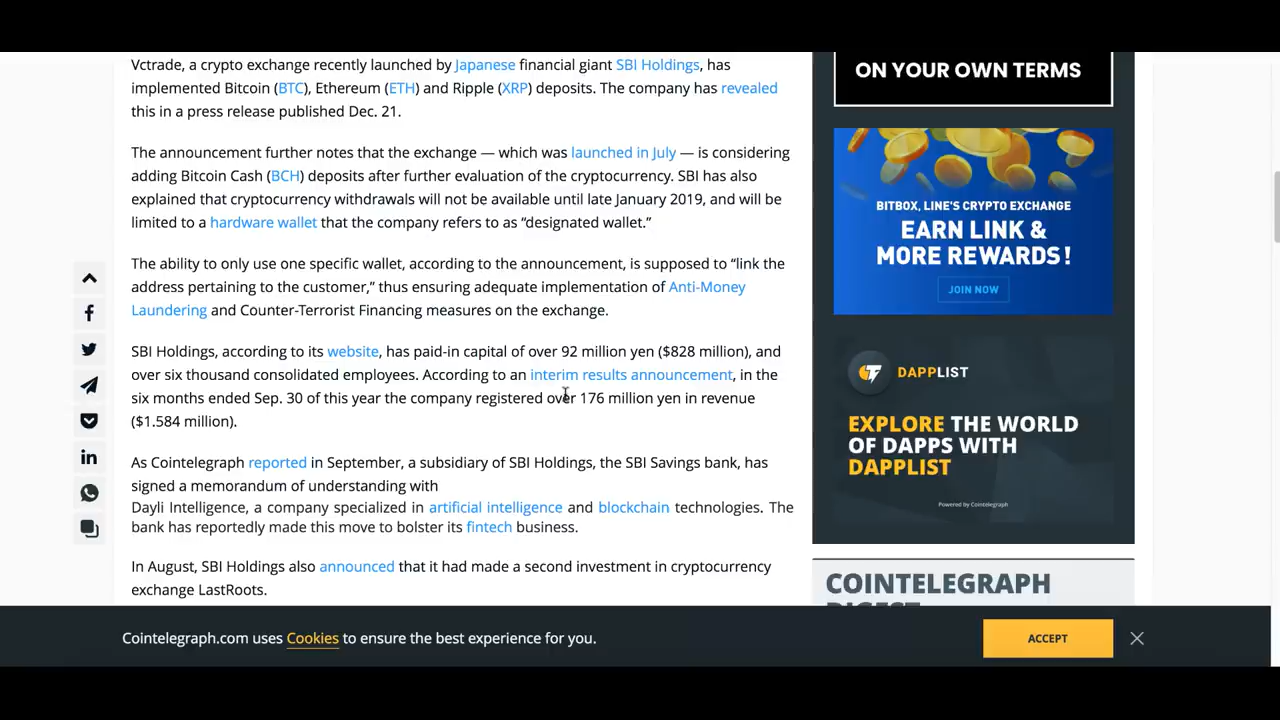 Vctrade, a crypto exchange recently launched by Japanese financial giant SBI Holdings, has
implemented Bitcoin (BTC), Ethereum (ETH) and Ripple (XRP) deposits. The company has revealed
this in a press release published Dec. 21.
The announcement further notes that the exchange — which was launched in July — is considering
adding Bitcoin Cash (BCH) deposits after further evaluation of the cryptocurrency. SBI has also
explained that cryptocurrency withdrawals will not be available until late January 2019, and will be
limited to a hardware wallet that the company refers to as “designated wallet.”
The ability to only use one specific wallet, according to the announcement, is supposed to “link the
address pertaining to the customer,” thus ensuring adequate implementation of Anti-Money
Laundering and Counter-Terrorist Financing measures on the exchange.
SBI Holdings, according to its website, has paid-in capital of over 92 million yen ($828 million), and
over six thousand consolidated employees. According to an interim results announcement, in the
six months ended Sep. 30 of this year the company registered over 176 million yen in revenue
($1.584 million).
As Cointelegraph reported in September, a subsidiary of SBI Holdings, the SBI Savings bank, has
signed a memorandum of understanding with
Dayli Intelligence, a company specialized in artificial intelligence and blockchain technologies. The
bank has reportedly made this move to bolster its fintech business.
In August, SBI Holdings also announced that it had made a second investment in cryptocurrency
exchange LastRoots.
ON YOUR OWN TERMS
BITBOX, LINE'S CRYPTO EXCHANGE
EARN LINK &
MORE REWARDS!
JOIN NOW
DAPPLIST
EXPLORE THE WORLD
OF DAPPS WITH
DAPPLIST
Powered by Cointelegraph
COINTELEGRAPH
DIGEST
Cointelegraph.com uses Cookies to ensure the best experience for you.
ACCEPT